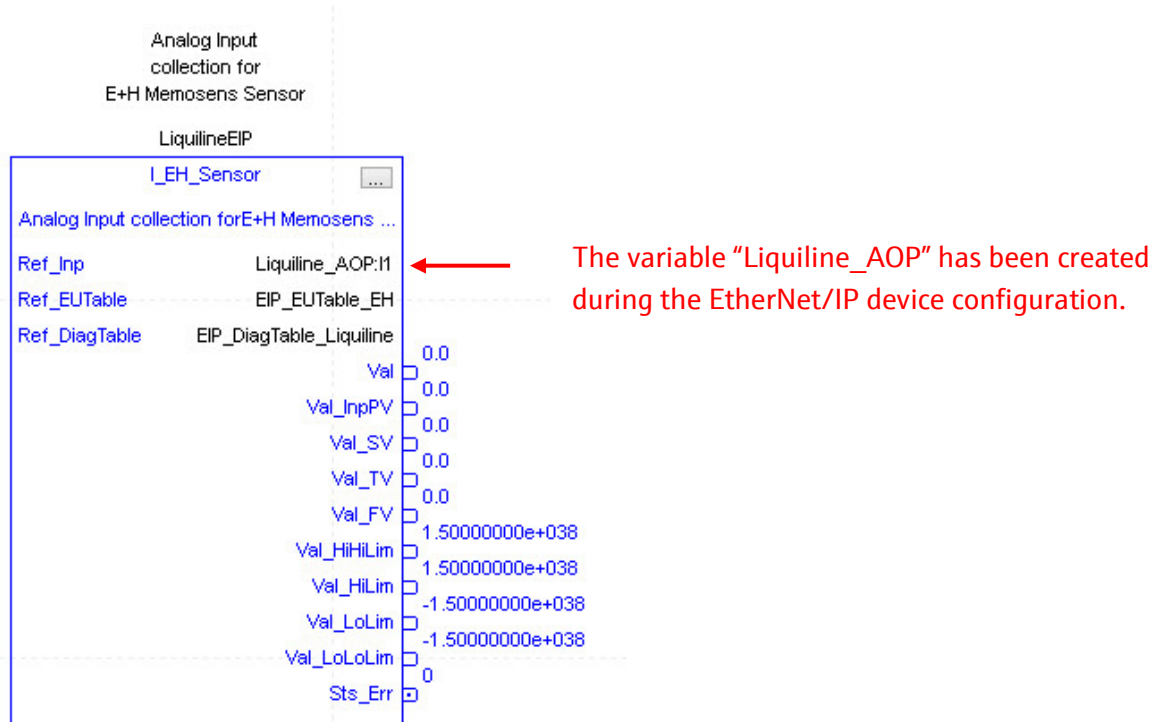 Analog Input
collection for
E+H Memosens Sensor
LiquilineEIP
I_EH_Sensor ...
Analog Input collection forE+H Memosens ...
Ref_Inp Liquiline_AOP:I1
The variable “Liquiline_AOP” has been created
during the EtherNet/IP device configuration.
Ref_EUTable EIP_EUTable_EH
Ref_DiagTable EIP_DiagTable_Liquiline
0.0
Val
0.0
Val_InpPV
0.0
Val_SV
0.0
Val_TV
0.0
Val_FV
1.50000000e+038
Val_HiHiLim
1.50000000e+038
Val_HiLim
-1.50000000e+038
Val_LoLim
-1.50000000e+038
Val_LoLoLim
0
Sts_Err